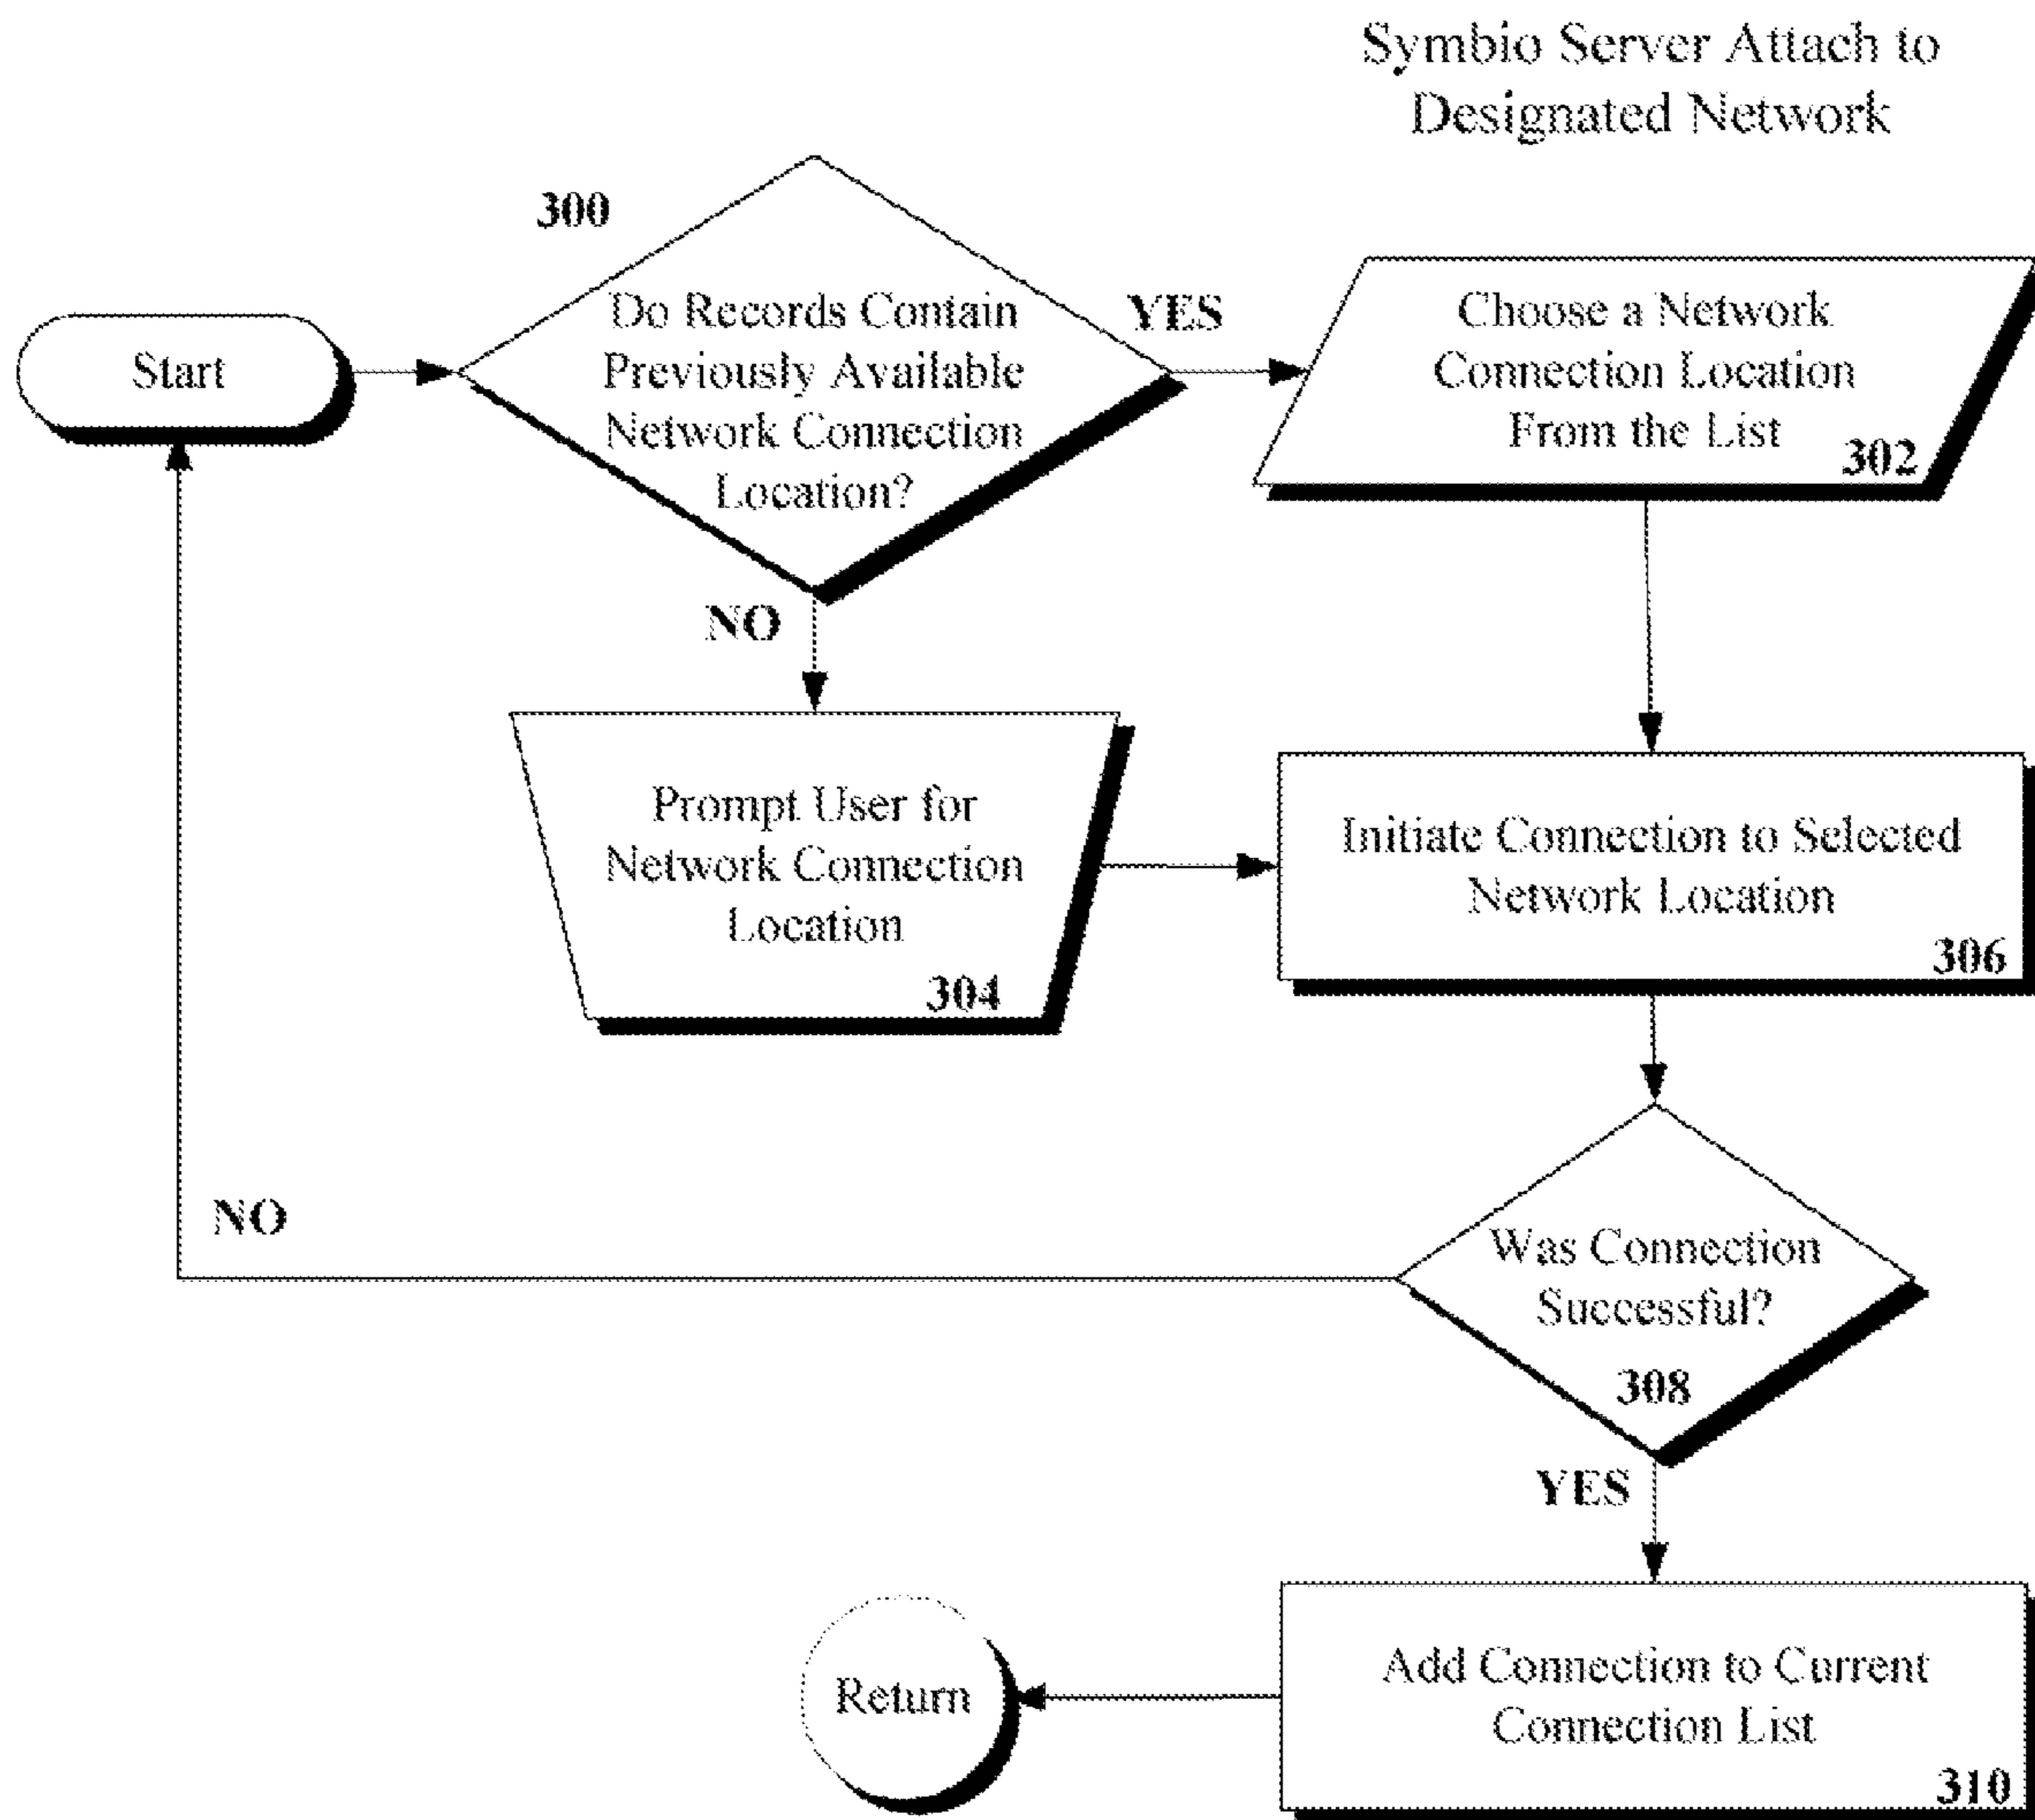 Symbio Server Attach to
Designated Network
300
Do Records Contain
Previously Available
Network Connection
Location?
YES
Choose a Network
Connection Location
From the List
302
Start
NO
Prompt User for
Network Connection
Location
304
Initiate Connection to Selected
Network Location
306
NO
Was Connection
Successful?
308
YES
Return
Add Connection to Current
Connection List
310